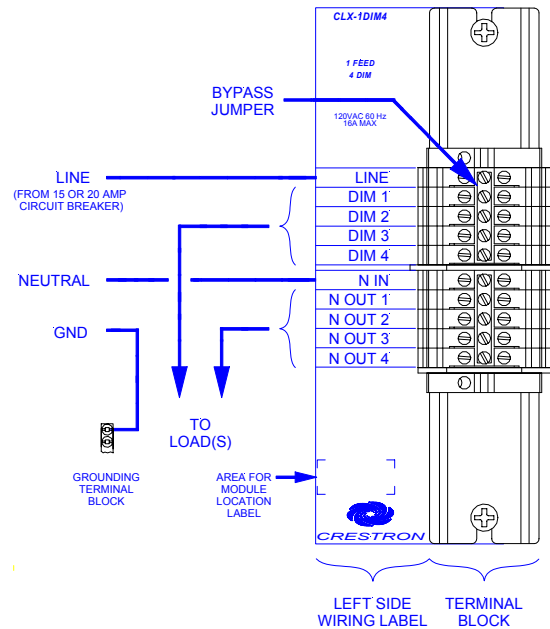 CLX-1DIM4
1 FEED
4 DIM
120VAC 60 Hz
16A MAX
BYPASS
JUMPER
LINE
(FROM 15 OR 20 AMP
CIRCUIT BREAKER)
LINE
DIM 1
DIM 2
DIM 3
DIM 4
NEUTRAL
N IN
N OUT 1
N OUT 2
N OUT 3
N OUT 4
GND
TO
LOAD(S)
GROUNDING
TERMINAL
BLOCK
AREA FOR
MODULE
LOCATION
LABEL
CRESTRON
LEFT SIDE
WIRING LABEL
TERMINAL
BLOCK